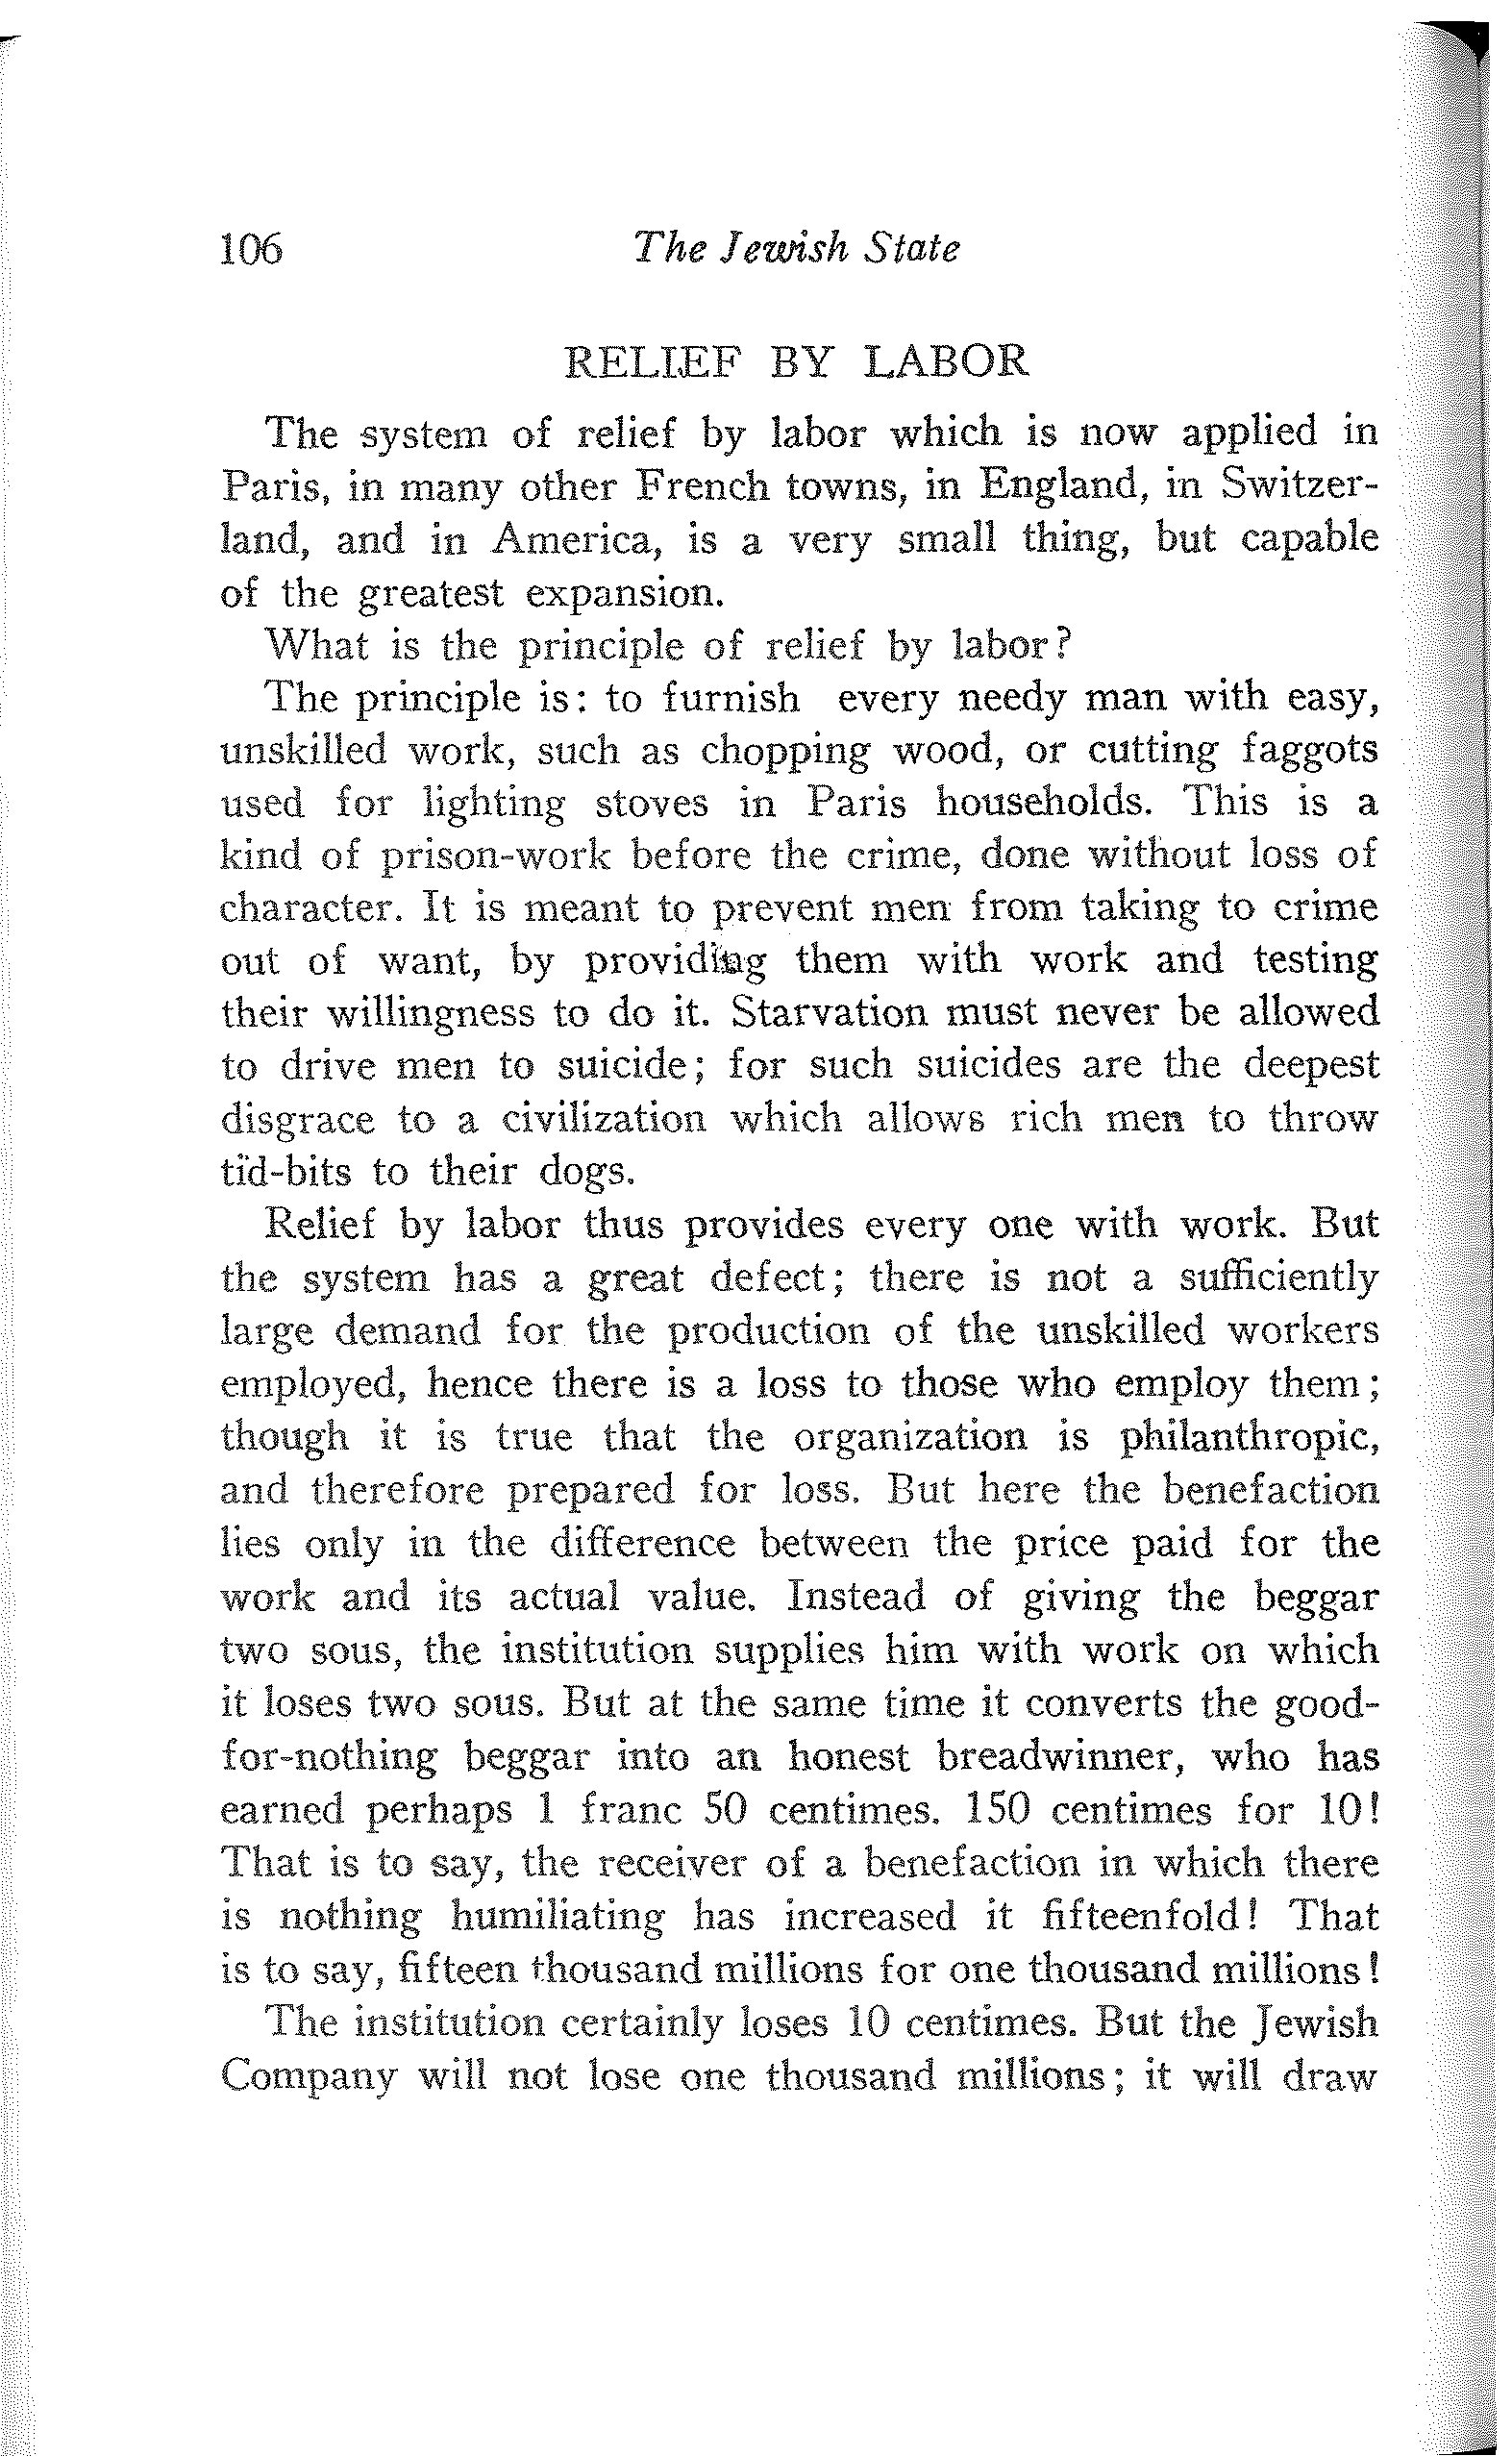 106 The Jewish State
RELIEF BY LABOR
The system of relief by labor which is now applied in
Paris, in many other French towns, in England, in Switzer-
land, and in America, is a very small thing, but capable
of the greatest expansion.
What is the principle of relief by labor?
The principle is: to furnish every needy man with easy,
unskilled work, such as chopping wood, or cutting faggots
used for lighting stoves in Paris households. This is a
kind of prison-work before the crime, done without loss of
character. It is meant to prevent men from taking to crime
out of want, by providing them with work and testing
their willingness to do it. Starvation must never be allowed
to drive men to suicide; for such suicides are the deepest
disgrace to a civilization which allows rich men to throw
tid-bits to their dogs.
Relief by labor thus provides every one with work. But
the system has a great defect; there is not a sufficiently
large demand for the production of the unskilled workers
employed, hence there is a loss to those who employ them;
though it is true that the organization is philanthropic,
and therefore prepared for loss. But here the benefaction
lies only in the difference between the price paid for the
work and its actual value. Instead of giving the beggar
two sous, the institution supplies him with work on which
it loses two sous. But at the same time it converts the good-
for-nothing beggar into an honest breadwinner, who has
earned perhaps 1 franc 50 centimes. 150 centimes for 10!
That is to say, the receiver of a benefaction in which there
is nothing humiliating has increased it fifteenfold! That
is to say, fifteen thousand millions for one thousand millions!
The institution certainly loses 10 centimes. But the Jewish
Company will not lose one thousand millions; it will draw